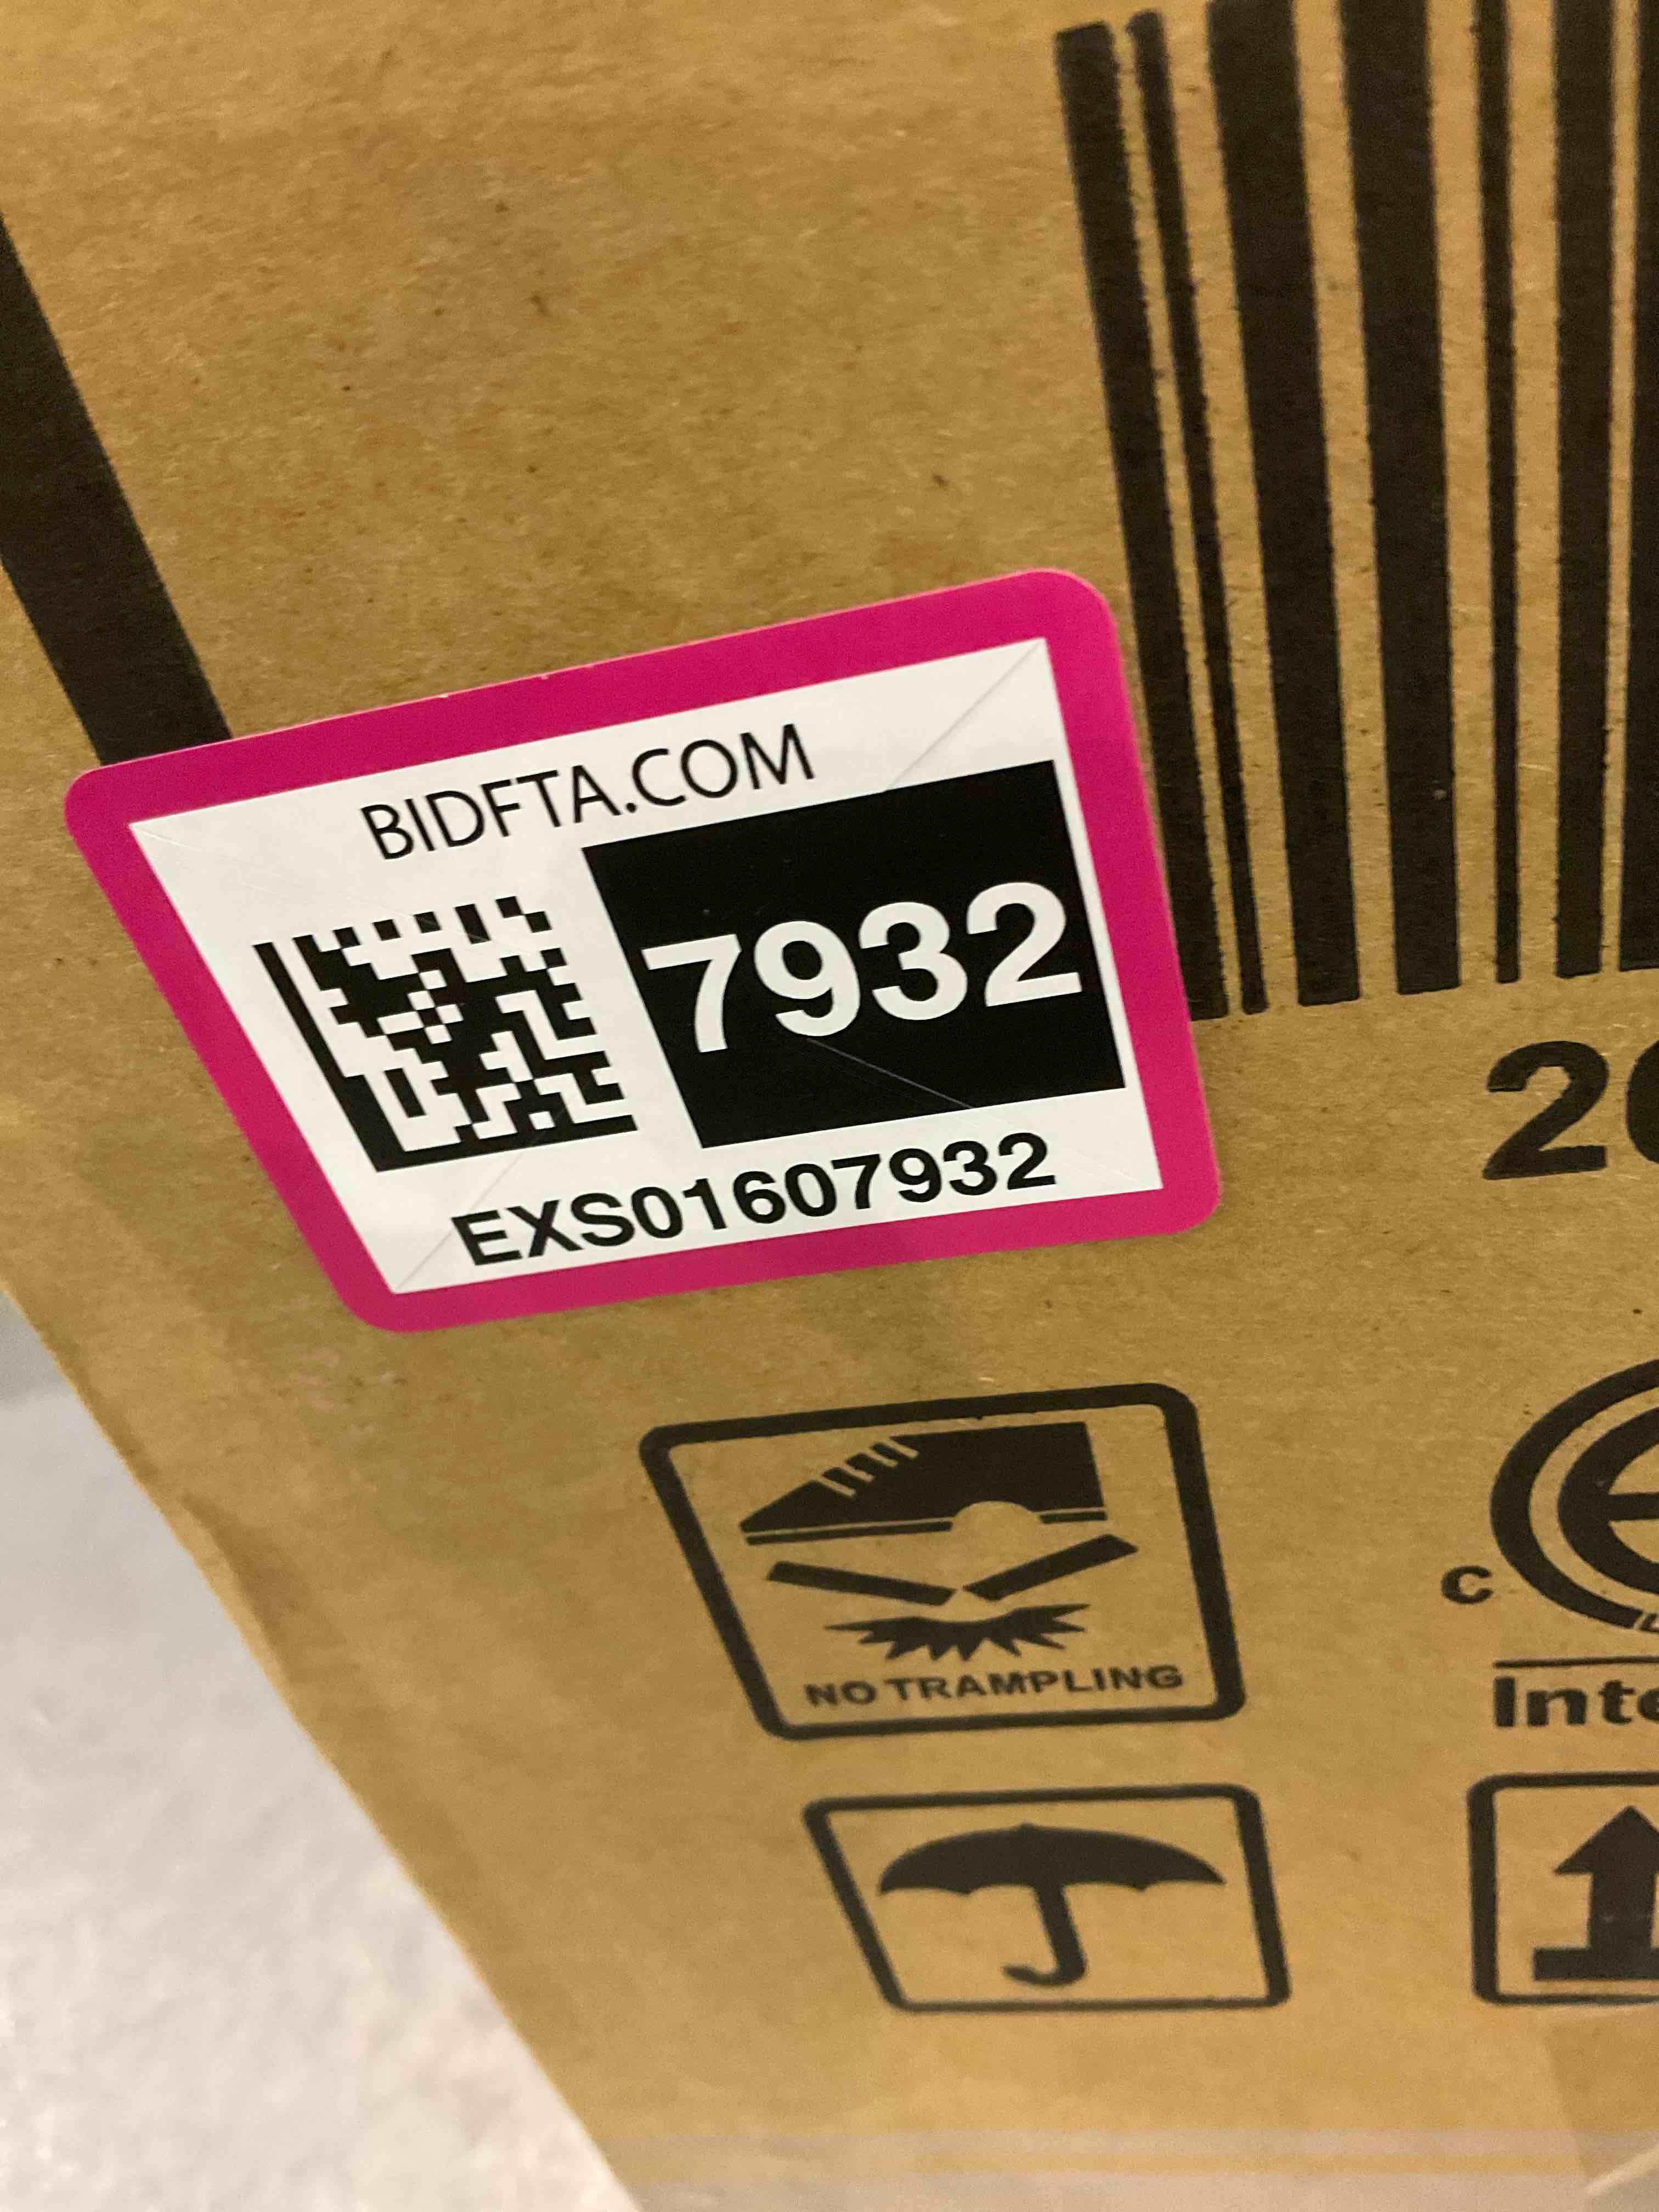 BIDFTA.COM
7932
EXS01607932
NO TRAMPLING
c